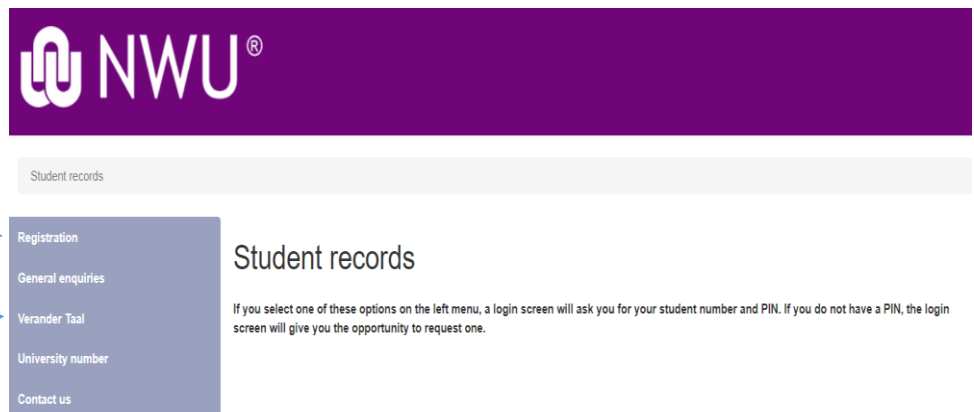 NWU®
Student records
Registration
General enquiries
Verander Taal
University number
Contact us
Student records
If you select one of these options on the left menu, a login screen will ask you for your student number and PIN. If you do not have a PIN, the login
screen will give you the opportunity to request one.